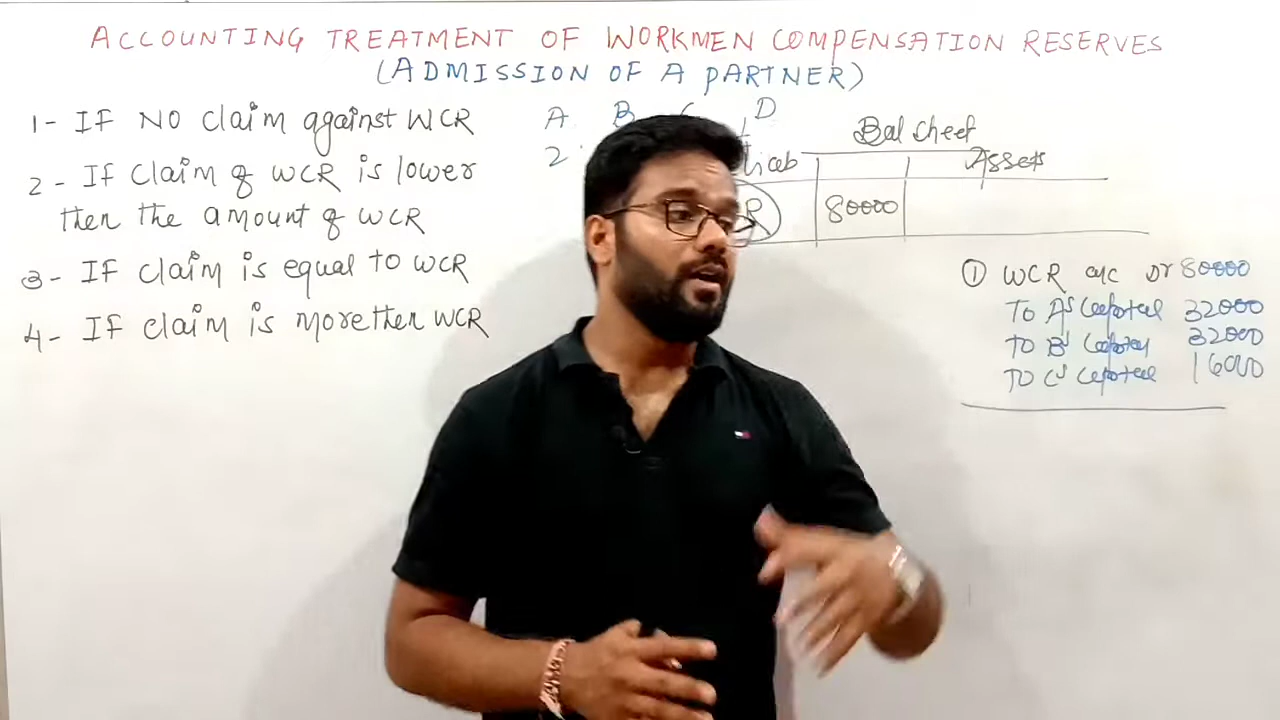 ACCOUNTING TREATMENT OF WORKMEN COMPENSATION RESERVES
(ADMISSION OF A PARTNER)
1- IF NO claim against WCR
2 - If Claim of WCR is lower
then the amount of WCR
3- IF claim is equal to WCR
4- IF claim is more then WCR
A B C D
2
Bal sheet
Assets
80000
① WCR a/c Dr 80000
To A's Capital 32000
To B's Capital 32000
To C's Capital 16000